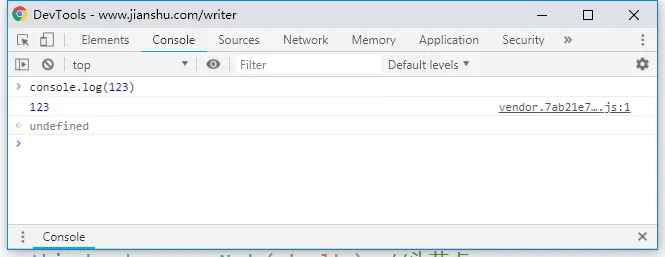 DevTools - www.jianshu.com/writer
Elements Console Sources Network Memory Application Security »
top ▼ Filter Default levels ▼
> console.log(123)
123 vendor.7ab21e7….js:1
undefined
>
Console